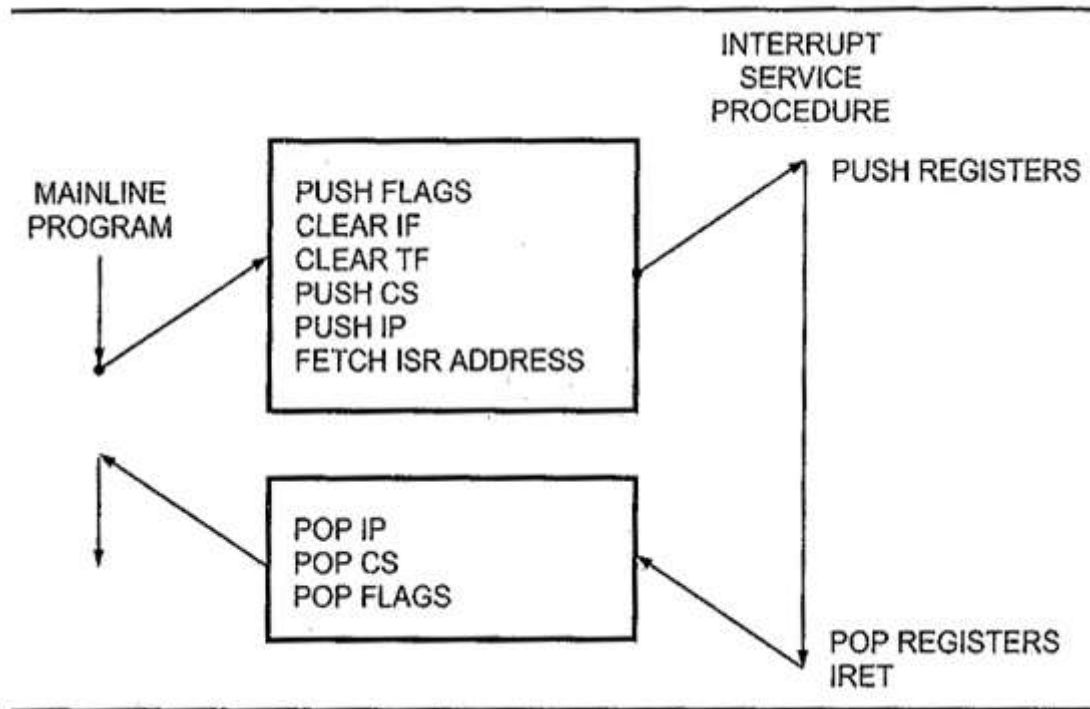 INTERRUPT
SERVICE
PROCEDURE
MAINLINE
PROGRAM
PUSH FLAGS
CLEAR IF
CLEAR TF
PUSH CS
PUSH IP
FETCH ISR ADDRESS
PUSH REGISTERS
POP IP
POP CS
POP FLAGS
POP REGISTERS
IRET